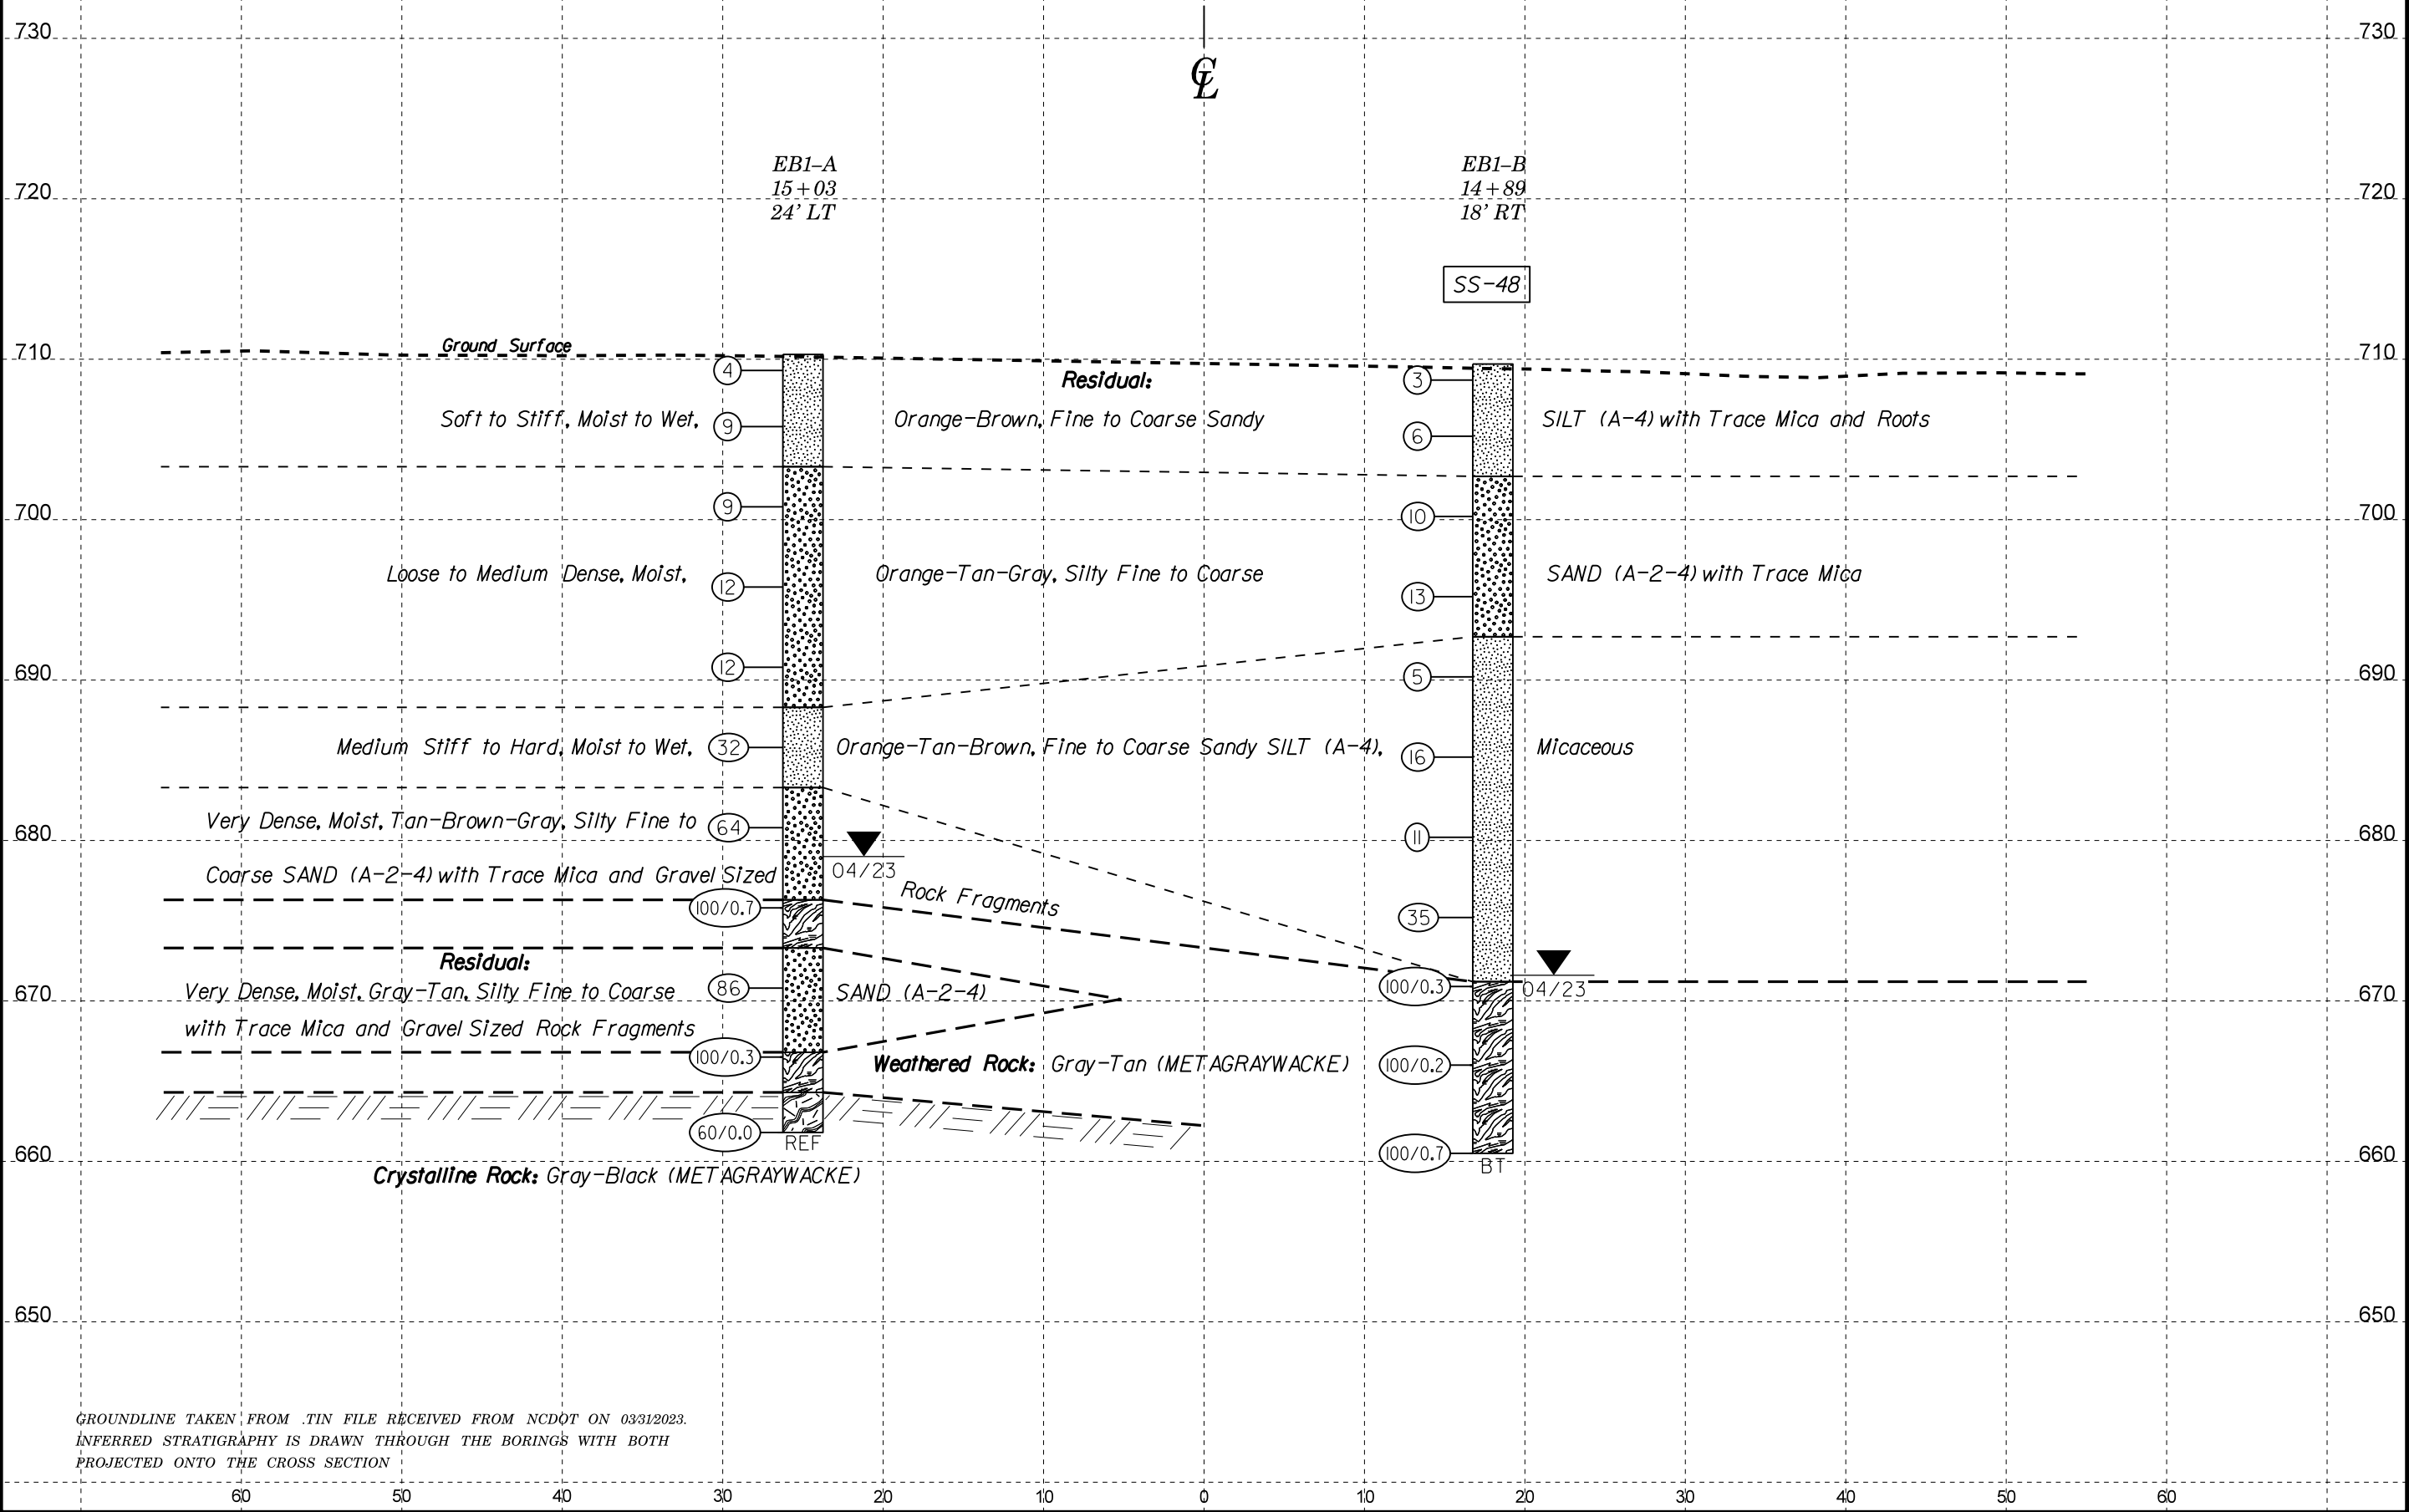 730 730
℄
EB1–A EB1–B
15+03 14+89
24' LT 18' RT
720 720
SS-48
Ground Surface
710 710
4 Residual: 3
Soft to Stiff, Moist to Wet, 9 Orange-Brown, Fine to Coarse Sandy 6 SILT (A-4) with Trace Mica and Roots
9 10
700 700
Loose to Medium Dense, Moist, 12 Orange-Tan-Gray, Silty Fine to Coarse 13 SAND (A-2-4) with Trace Mica
12 5
690 690
Medium Stiff to Hard, Moist to Wet, 32 Orange-Tan-Brown, Fine to Coarse Sandy SILT (A-4), 16 Micaceous
Very Dense, Moist, Tan-Brown-Gray, Silty Fine to 64 11
680 680
Coarse SAND (A-2-4) with Trace Mica and Gravel Sized 04/23 Rock Fragments
100/0.7 35
Residual:
Very Dense, Moist, Gray-Tan, Silty Fine to Coarse 86 SAND (A-2-4) 100/0.3 04/23
670 670
with Trace Mica and Gravel Sized Rock Fragments
100/0.3 Weathered Rock: Gray-Tan (METAGRAYWACKE) 100/0.2
60/0.0 REF
660 100/0.7 BT 660
Crystalline Rock: Gray-Black (METAGRAYWACKE)
650 650
GROUNDLINE TAKEN FROM .TIN FILE RECEIVED FROM NCDOT ON 03/31/2023.
INFERRED STRATIGRAPHY IS DRAWN THROUGH THE BORINGS WITH BOTH
PROJECTED ONTO THE CROSS SECTION
60 50 40 30 20 10 0 10 20 30 40 50 60